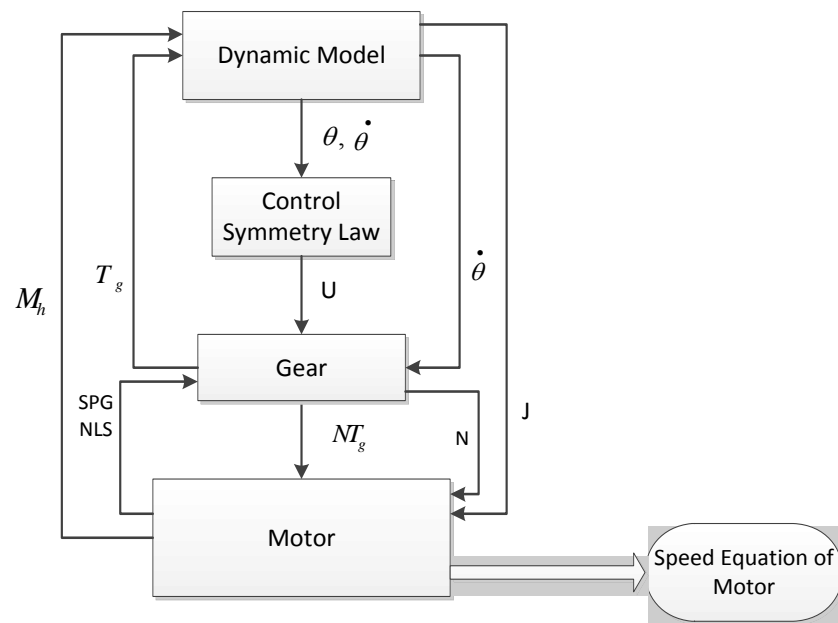 Dynamic Model
θ, θ̇
Control
Symmetry Law
T_g
θ̇
M_h
U
Gear
SPG
NLS
J
NT_g
N
Motor
Speed Equation of
Motor